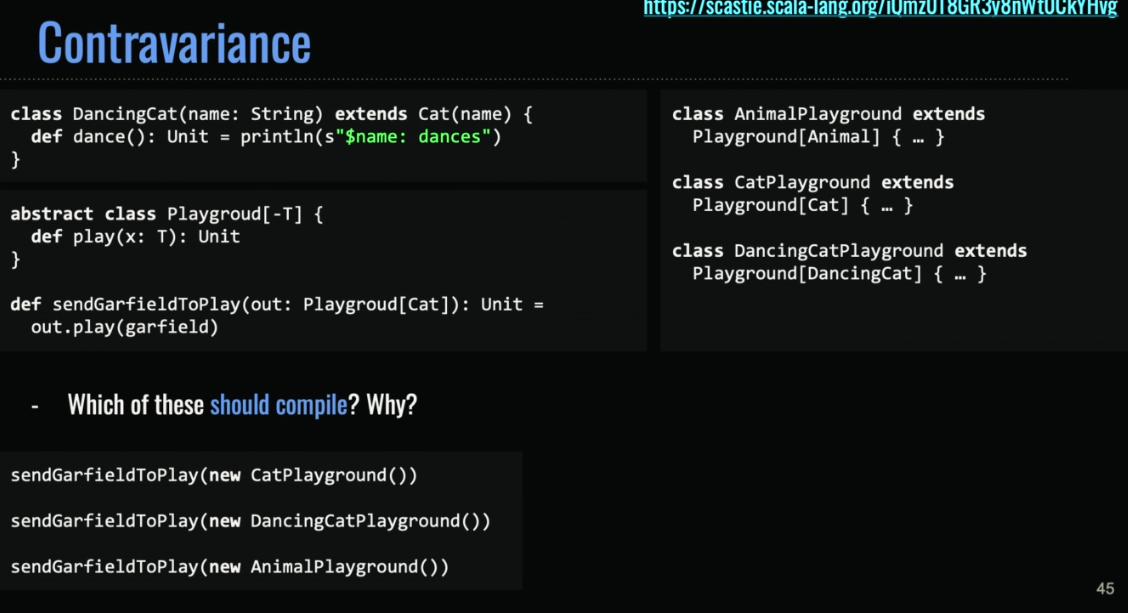 https://scastie.scala-lang.org/iQmzUT8GR3y8nWtUCkYHvg
Contravariance
class DancingCat(name: String) extends Cat(name) {
  def dance(): Unit = println(s"$name: dances")
}
abstract class Playgroud[-T] {
  def play(x: T): Unit
}
def sendGarfieldToPlay(out: Playgroud[Cat]): Unit =
  out.play(garfield)
class AnimalPlayground extends
  Playground[Animal] { … }
class CatPlayground extends
  Playground[Cat] { … }
class DancingCatPlayground extends
  Playground[DancingCat] { … }
- Which of these should compile? Why?
sendGarfieldToPlay(new CatPlayground())
sendGarfieldToPlay(new DancingCatPlayground())
sendGarfieldToPlay(new AnimalPlayground())
45